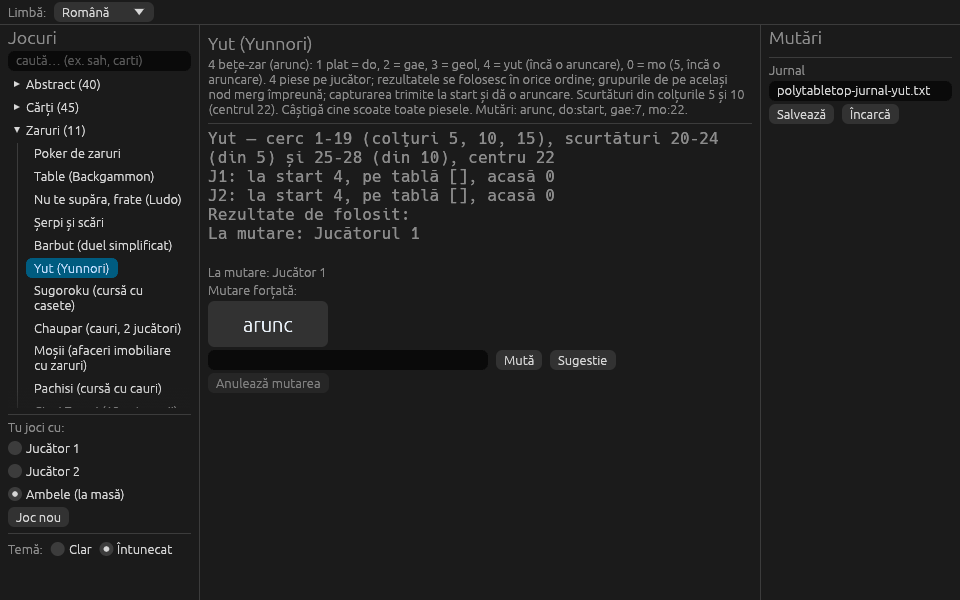 Limbă: Română
Jocuri
caută... (ex. sah, carti)
Abstract (40)
Cărți (45)
Zaruri (11)
Poker de zaruri
Table (Backgammon)
Nu te supăra, frate (Ludo)
Șerpi și scări
Barbut (duel simplificat)
Yut (Yunnori)
Sugoroku (cursă cu
casete)
Chaupar (cauri, 2 jucători)
Moșii (afaceri imobiliare
cu zaruri)
Pachisi (cursă cu cauri)
Tu joci cu:
Jucător 1
Jucător 2
Ambele (la masă)
Joc nou
Temă: Clar Întunecat
Yut (Yunnori)
4 bețe-zar (arunc): 1 plat = do, 2 = gae, 3 = geol, 4 = yut (încă o aruncare), 0 = mo (5, încă o
aruncare). 4 piese pe jucător; rezultatele se folosesc în orice ordine; grupurile de pe același
nod merg împreună; capturarea trimite la start și dă o aruncare. Scurtături din colțurile 5 și 10
(centrul 22). Câștigă cine scoate toate piesele. Mutări: arunc, do:start, gae:7, mo:22.
Yut — cerc 1-19 (colțuri 5, 10, 15), scurtături 20-24
(din 5) și 25-28 (din 10), centru 22
J1: la start 4, pe tablă [], acasă 0
J2: la start 4, pe tablă [], acasă 0
Rezultate de folosit:
La mutare: Jucătorul 1
La mutare: Jucător 1
Mutare forțată:
arunc
Mută Sugestie
Anulează mutarea
Mutări
Jurnal
polytabletop-jurnal-yut.txt
Salvează Încarcă